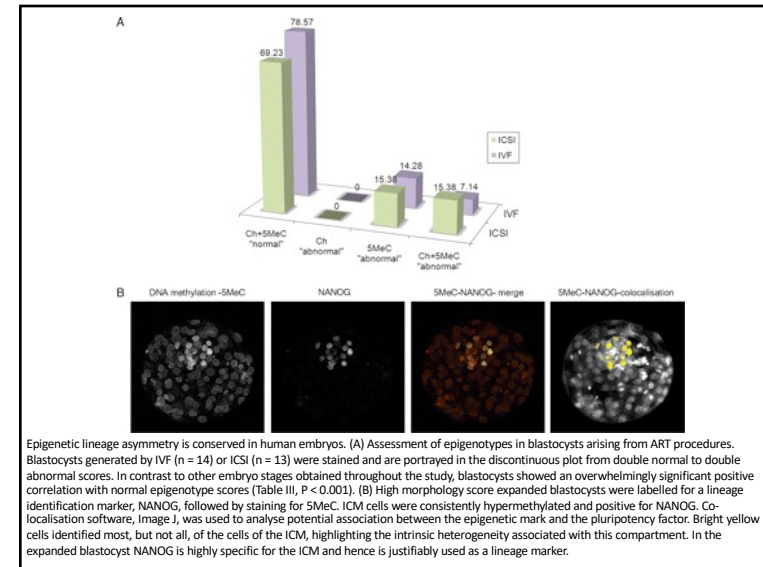 A
78.57
69.23
ICSI
IVF
14.28
0
15.38
15.38
7.14
0
IVF
ICSI
Ch+5MeC
"normal"
Ch
"abnormal"
5MeC
"abnormal"
Ch+5MeC
"abnormal"
B
DNA methylation -5MeC
NANOG
5MeC-NANOG- merge
5MeC-NANOG-colocalisation
Epigenetic lineage asymmetry is conserved in human embryos. (A) Assessment of epigenotypes in blastocysts arising from ART procedures.
Blastocysts generated by IVF (n = 14) or ICSI (n = 13) were stained and are portrayed in the discontinuous plot from double normal to double
abnormal scores. In contrast to other embryo stages obtained throughout the study, blastocysts showed an overwhelmingly significant positive
correlation with normal epigenotype scores (Table III, P < 0.001). (B) High morphology score expanded blastocysts were labelled for a lineage
identification marker, NANOG, followed by staining for 5MeC. ICM cells were consistently hypermethylated and positive for NANOG. Co-
localisation software, Image J, was used to analyse potential association between the epigenetic mark and the pluripotency factor. Bright yellow
cells identified most, but not all, of the cells of the ICM, highlighting the intrinsic heterogeneity associated with this compartment. In the
expanded blastocyst NANOG is highly specific for the ICM and hence is justifiably used as a lineage marker.